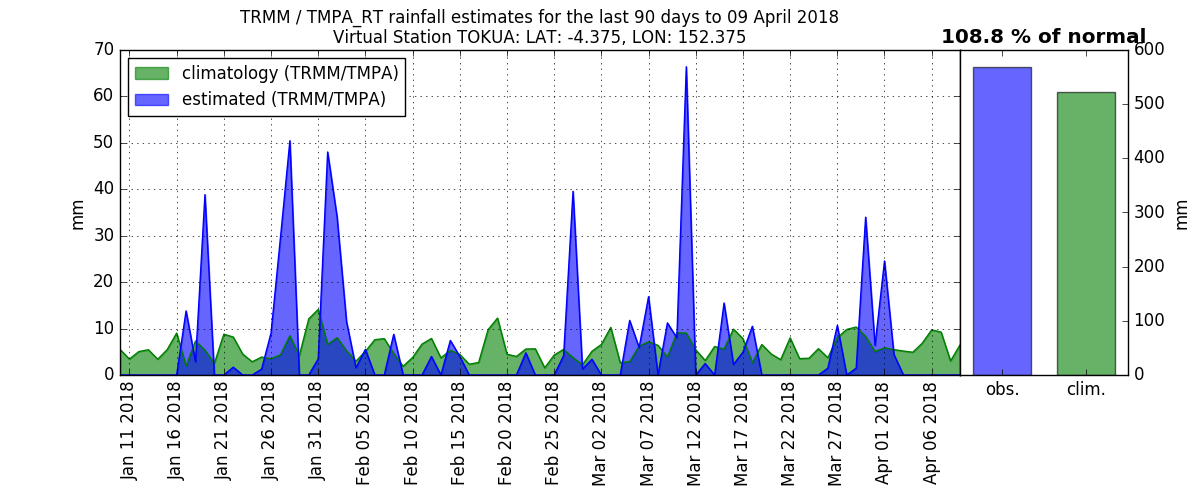 TRMM / TMPA_RT rainfall estimates for the last 90 days to 09 April 2018
Virtual Station TOKUA: LAT: -4.375, LON: 152.375
108.8 % of normal
climatology (TRMM/TMPA)
estimated (TRMM/TMPA)
70
60
50
40
30
20
10
0
mm
Jan 11 2018
Jan 16 2018
Jan 21 2018
Jan 26 2018
Jan 31 2018
Feb 05 2018
Feb 10 2018
Feb 15 2018
Feb 20 2018
Feb 25 2018
Mar 02 2018
Mar 07 2018
Mar 12 2018
Mar 17 2018
Mar 22 2018
Mar 27 2018
Apr 01 2018
Apr 06 2018
600
500
400
300
200
100
0
mm
obs.
clim.